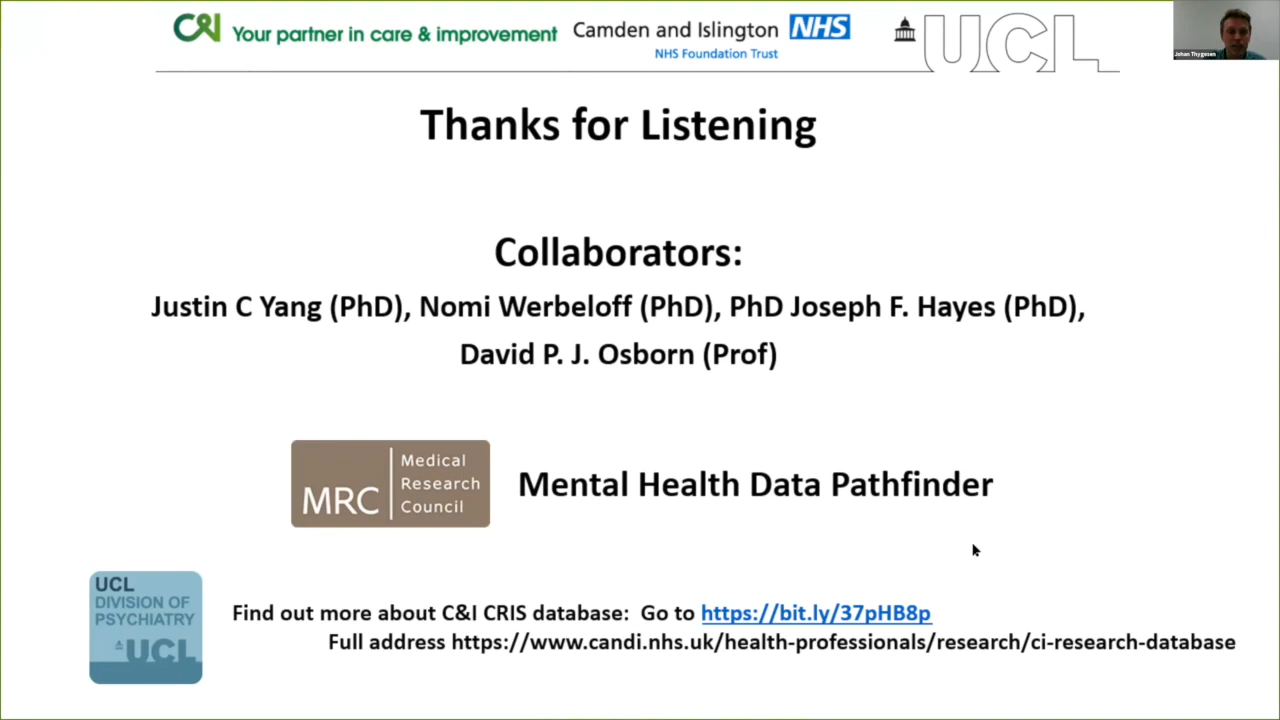 C&I Your partner in care & improvement Camden and Islington NHS
NHS Foundation Trust
UCL
Johan Thygesen
Thanks for Listening
Collaborators:
Justin C Yang (PhD), Nomi Werbeloff (PhD), PhD Joseph F. Hayes (PhD),
David P. J. Osborn (Prof)
MRC
Medical
Research
Council
Mental Health Data Pathfinder
UCL
DIVISION OF
PSYCHIATRY
UCL
Find out more about C&I CRIS database: Go to https://bit.ly/37pHB8p
Full address https://www.candi.nhs.uk/health-professionals/research/ci-research-database